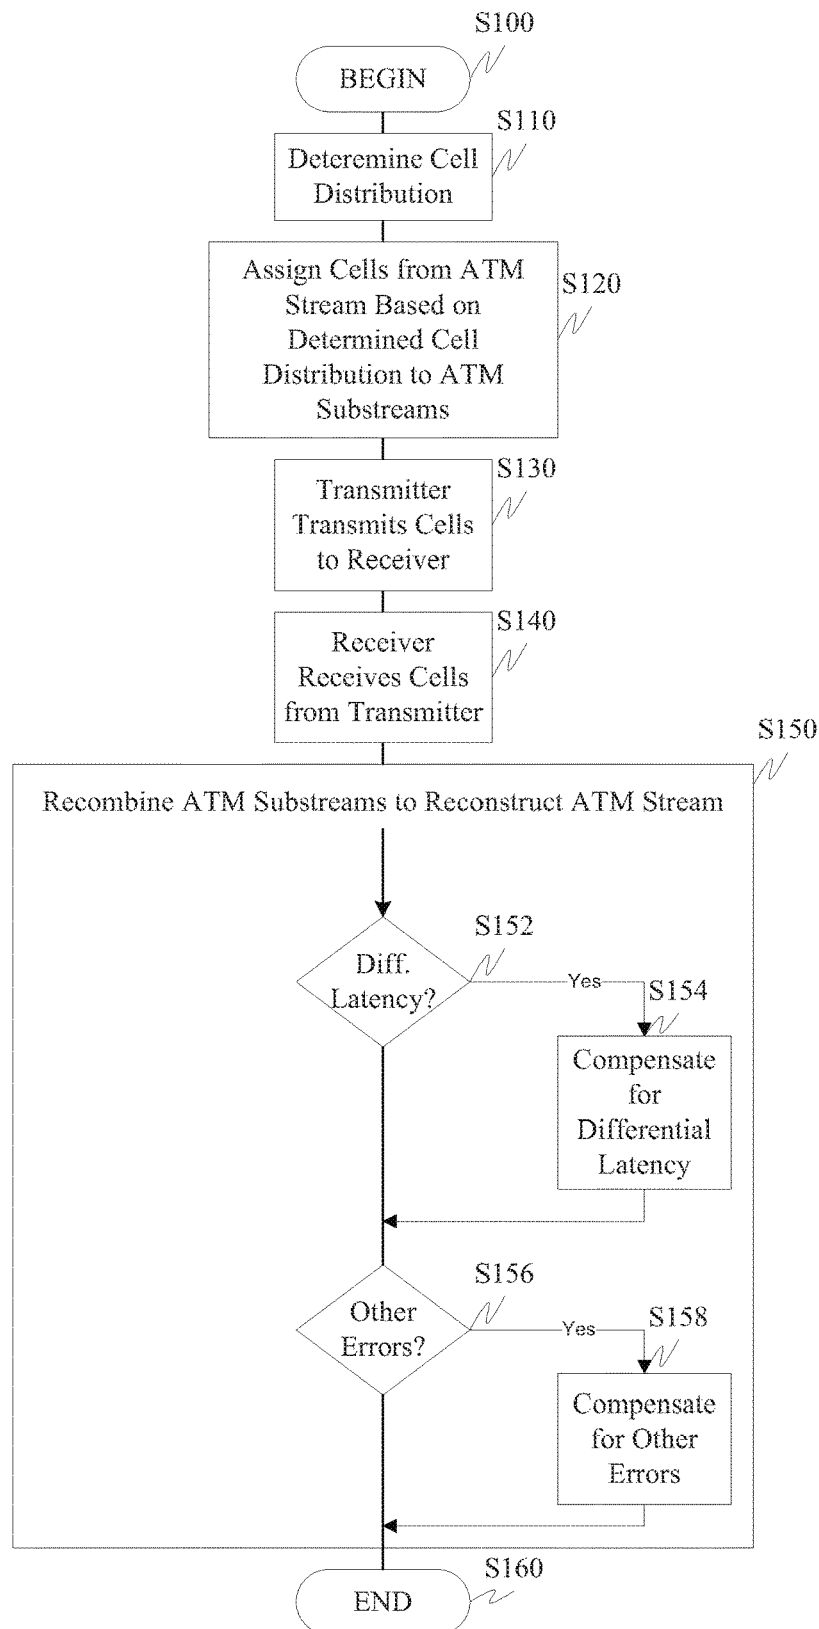 S100
BEGIN
S110
Deteremine Cell
Distribution
Assign Cells from ATM
Stream Based on
Determined Cell
Distribution to ATM
Substreams
S120
S130
Transmitter
Transmits Cells
to Receiver
S140
Receiver
Receives Cells
from Transmitter
S150
Recombine ATM Substreams to Reconstruct ATM Stream
S152
Diff.
Latency?
Yes
S154
Compensate
for
Differential
Latency
S156
Other
Errors?
Yes
S158
Compensate
for Other
Errors
S160
END